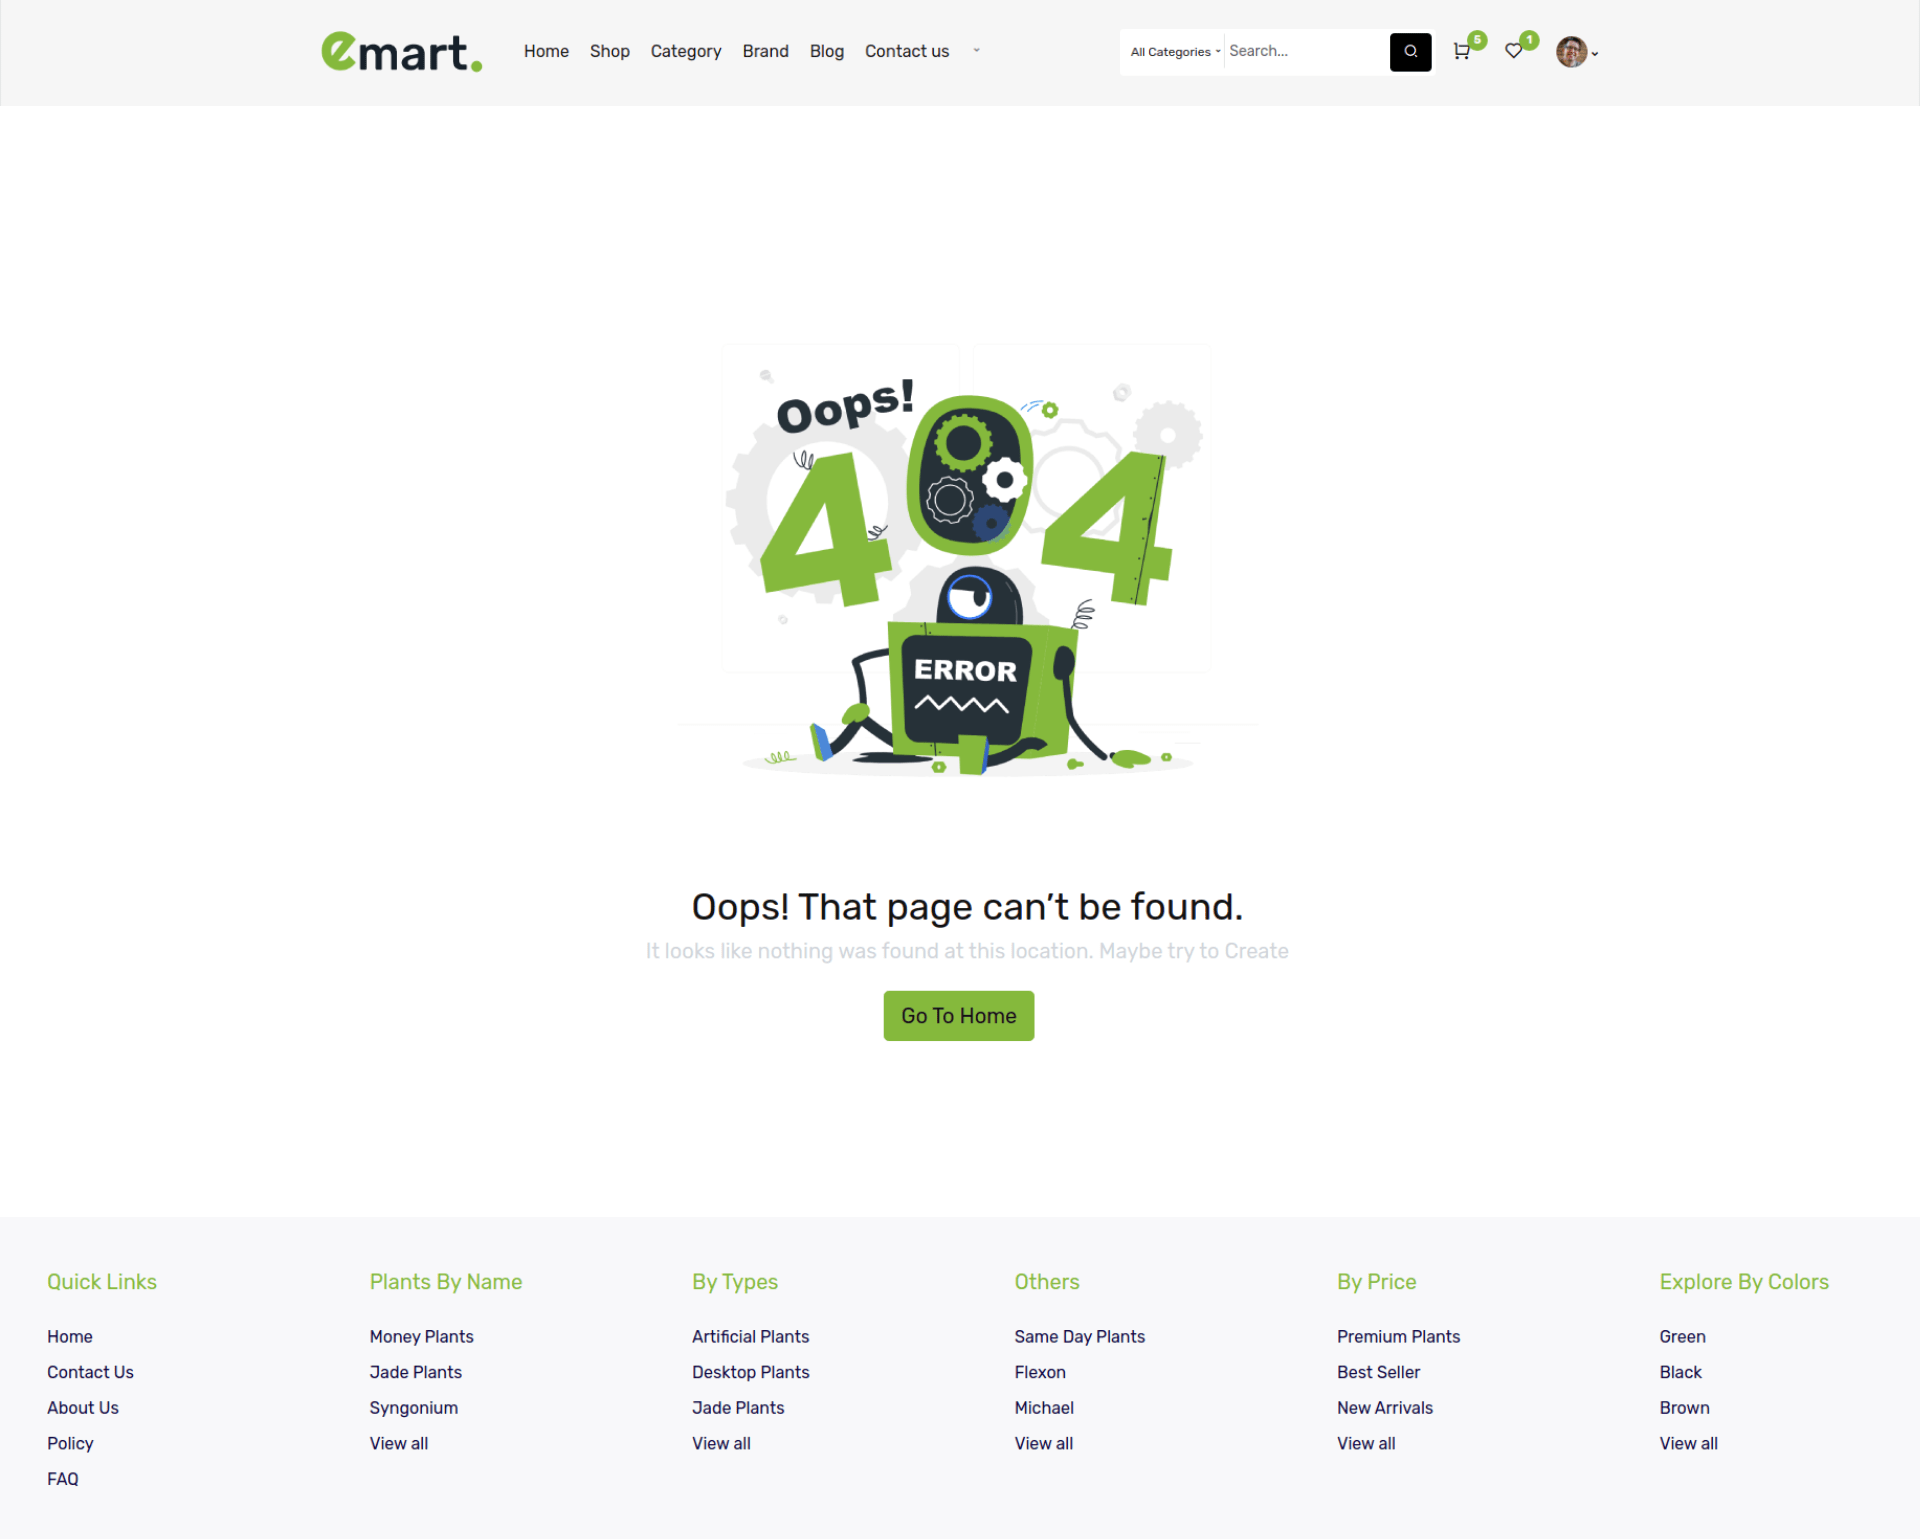 emart.
Home Shop Category Brand Blog Contact us
All Categories Search... 5 1
Oops!
404
ERROR
Oops! That page can’t be found.
It looks like nothing was found at this location. Maybe try to Create
Go To Home
Quick Links
Home
Contact Us
About Us
Policy
FAQ
Plants By Name
Money Plants
Jade Plants
Syngonium
View all
By Types
Artificial Plants
Desktop Plants
Jade Plants
View all
Others
Same Day Plants
Flexon
Michael
View all
By Price
Premium Plants
Best Seller
New Arrivals
View all
Explore By Colors
Green
Black
Brown
View all